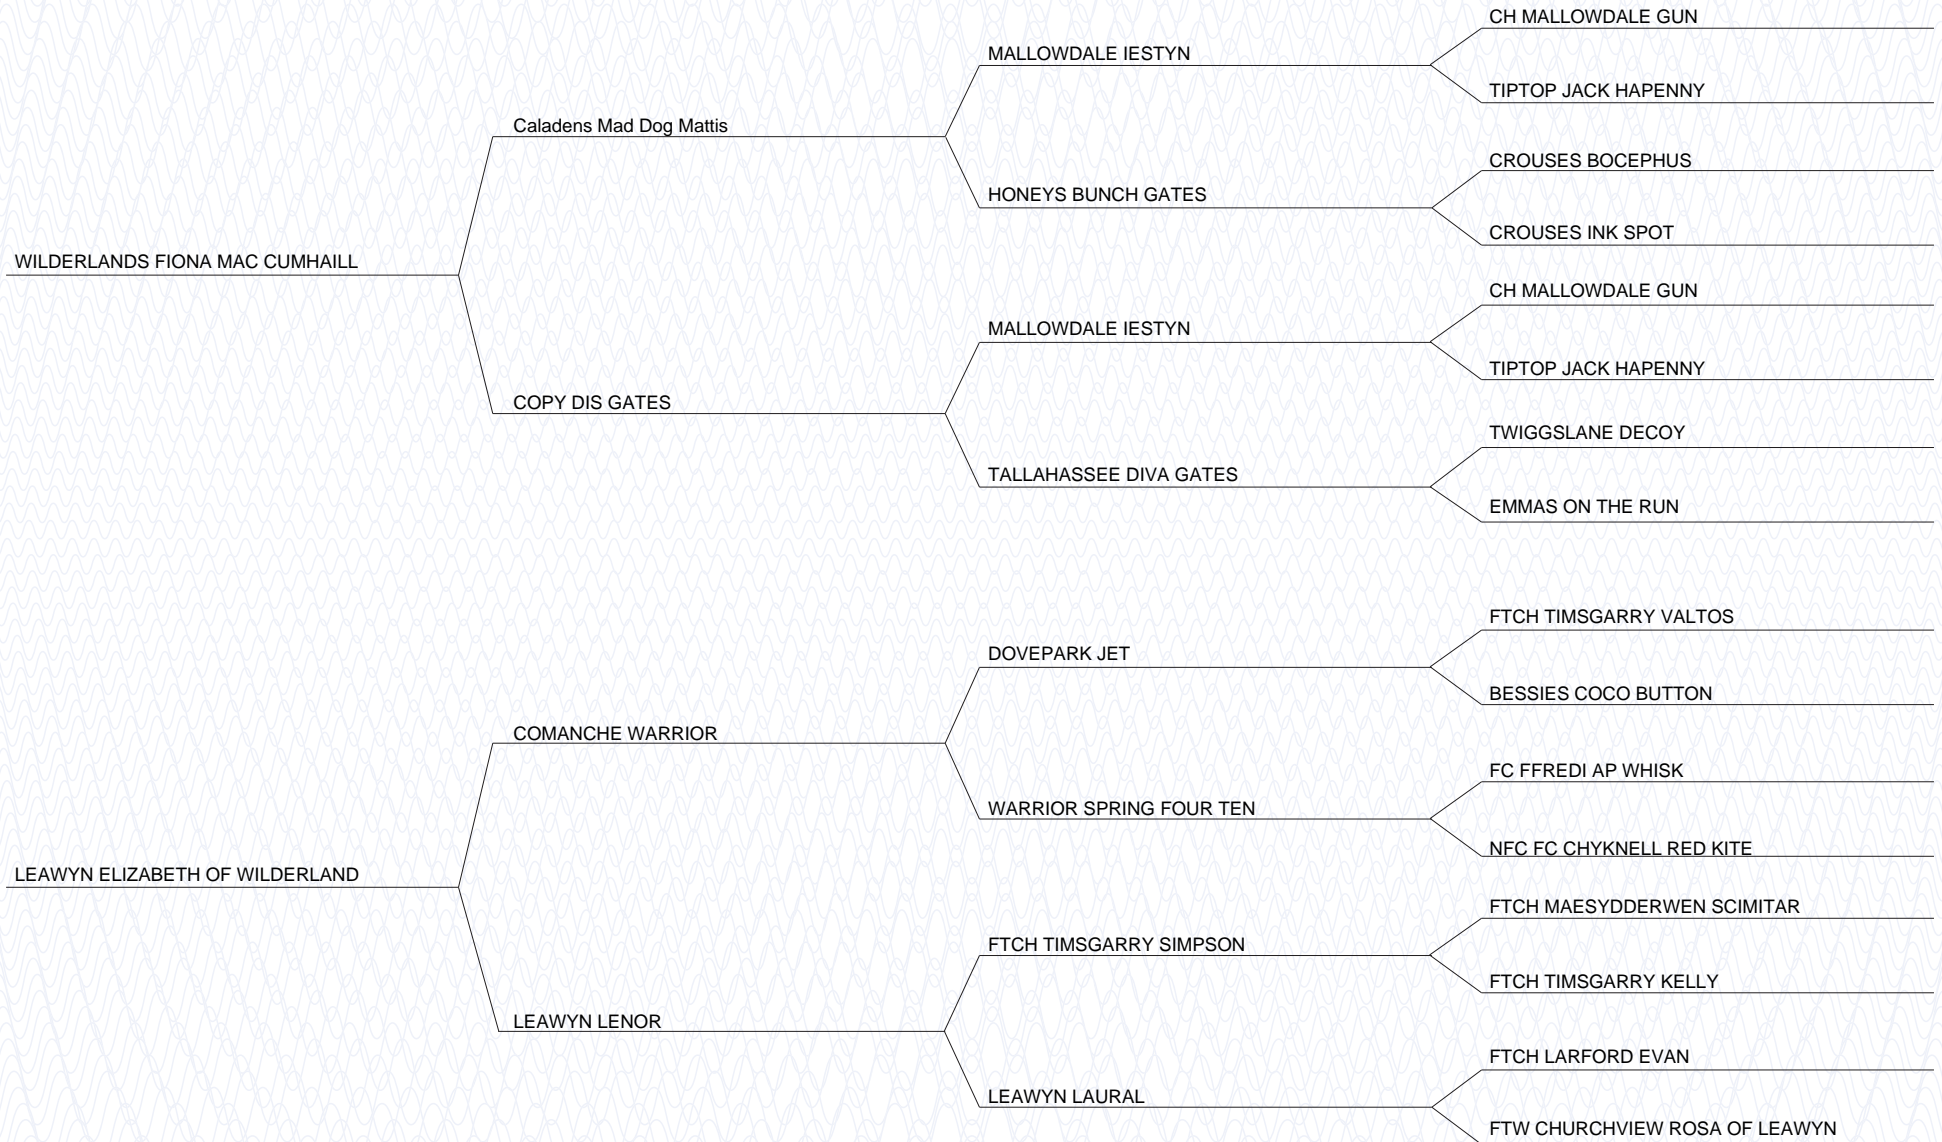 CH MALLOWDALE GUN
MALLOWDALE IESTYN
TIPTOP JACK HAPENNY
Caladens Mad Dog Mattis
CROUSES BOCEPHUS
HONEYS BUNCH GATES
CROUSES INK SPOT
WILDERLANDS FIONA MAC CUMHAILL
CH MALLOWDALE GUN
MALLOWDALE IESTYN
TIPTOP JACK HAPENNY
COPY DIS GATES
TWIGGSLANE DECOY
TALLAHASSEE DIVA GATES
EMMAS ON THE RUN
FTCH TIMSGARRY VALTOS
DOVEPARK JET
BESSIES COCO BUTTON
COMANCHE WARRIOR
FC FFREDI AP WHISK
WARRIOR SPRING FOUR TEN
NFC FC CHYKNELL RED KITE
LEAWYN ELIZABETH OF WILDERLAND
FTCH MAESYDDERWEN SCIMITAR
FTCH TIMSGARRY SIMPSON
FTCH TIMSGARRY KELLY
LEAWYN LENOR
FTCH LARFORD EVAN
LEAWYN LAURAL
FTW CHURCHVIEW ROSA OF LEAWYN